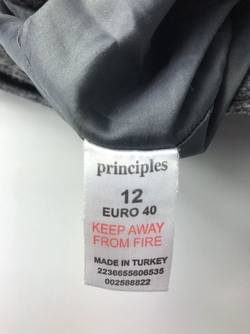 principles
12
EURO 40
KEEP AWAY
FROM FIRE
MADE IN TURKEY
2236655606535
002588822